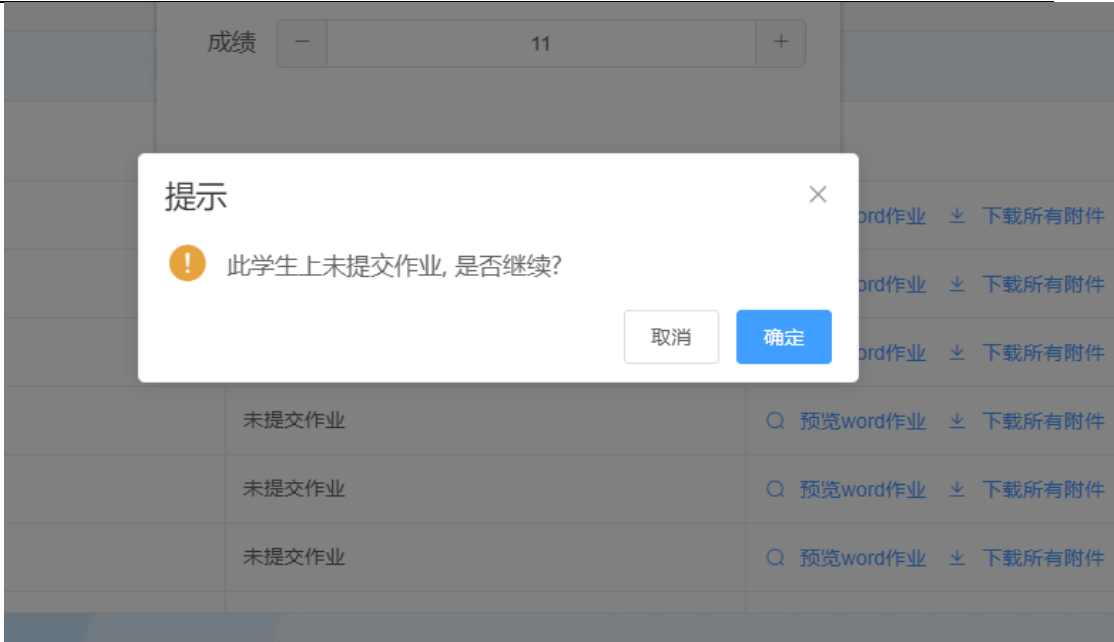 成绩 11
提示
此学生上未提交作业, 是否继续?
取消 确定
ord作业 下载所有附件
ord作业 下载所有附件
ord作业 下载所有附件
未提交作业 预览word作业 下载所有附件
未提交作业 预览word作业 下载所有附件
未提交作业 预览word作业 下载所有附件